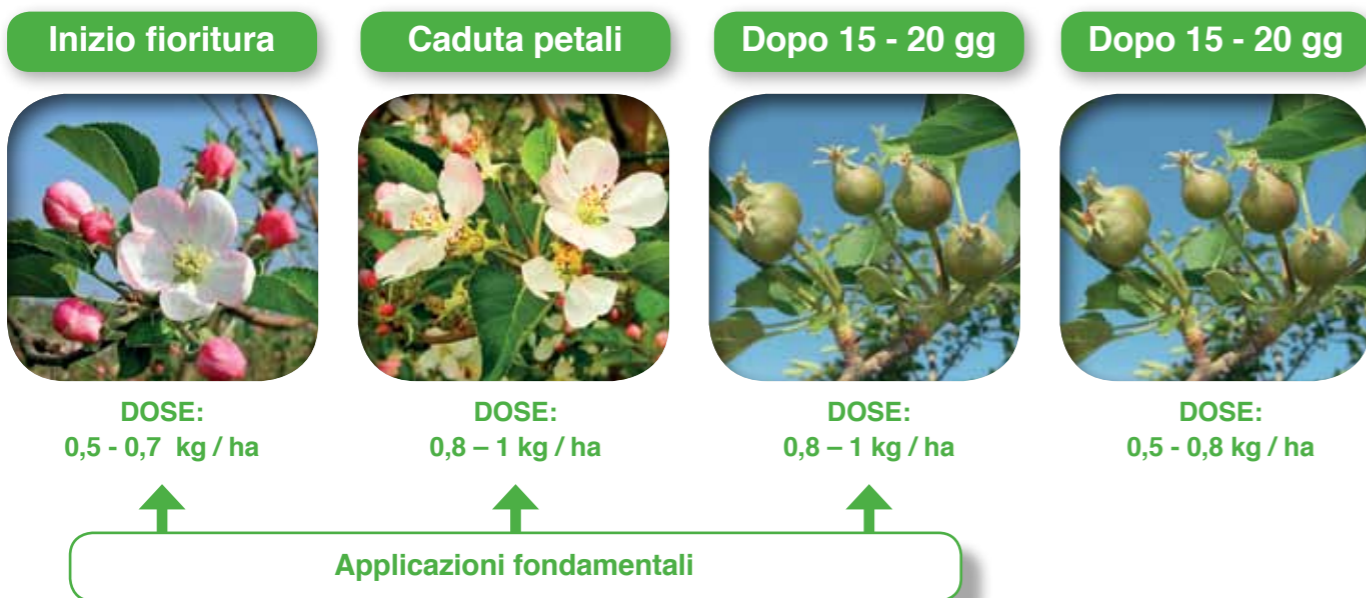 Inizio fioritura
Caduta petali
Dopo 15 - 20 gg
Dopo 15 - 20 gg
DOSE:
0,5 - 0,7 kg / ha
DOSE:
0,8 – 1 kg / ha
DOSE:
0,8 – 1 kg / ha
DOSE:
0,5 - 0,8 kg / ha
Applicazioni fondamentali